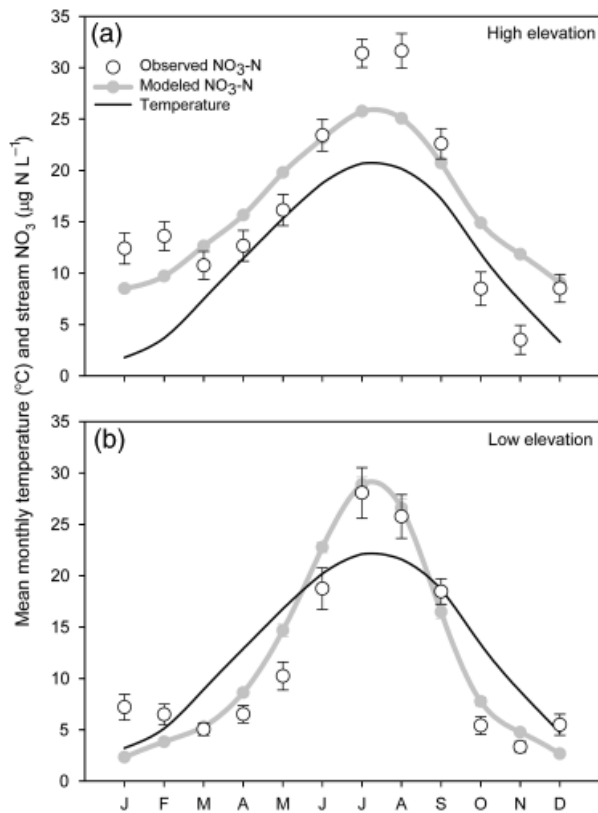 Mean monthly temperature (°C) and stream NO₃ (µg N L⁻¹)
(a)
High elevation
Observed NO₃-N
Modeled NO₃-N
Temperature
35
30
25
20
15
10
5
0
(b)
Low elevation
35
30
25
20
15
10
5
0
J F M A M J J A S O N D